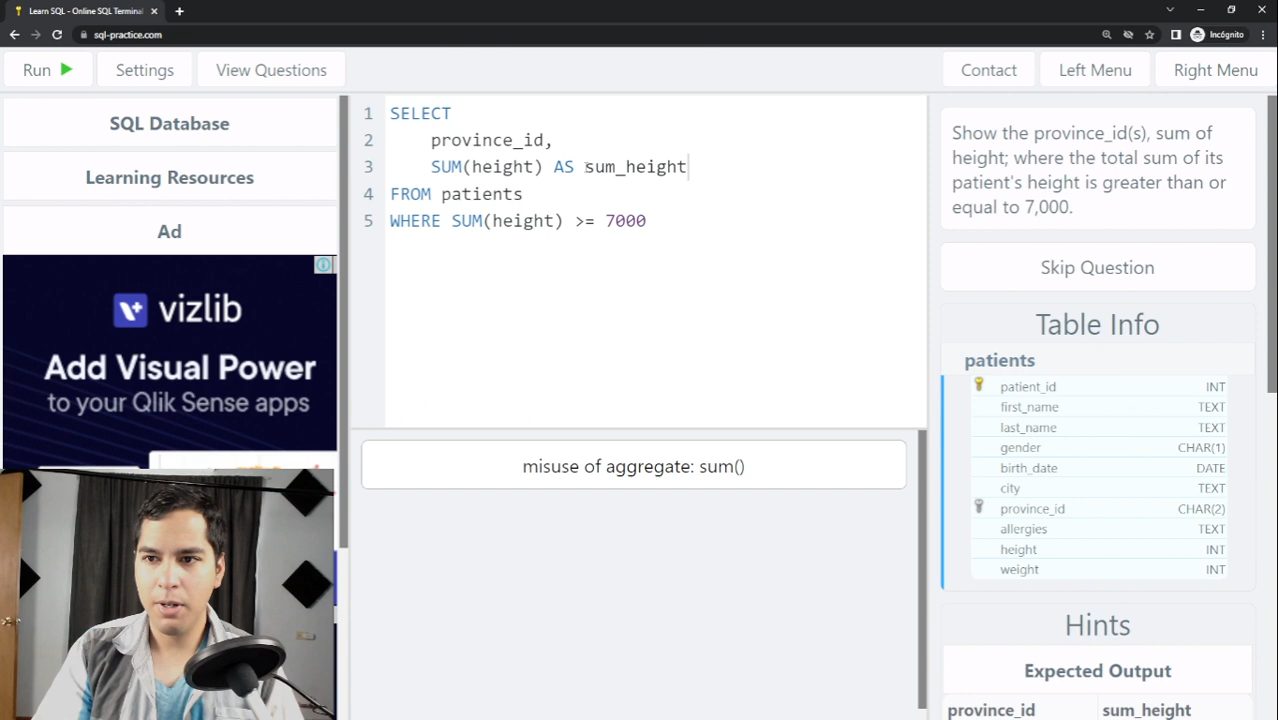 Learn SQL - Online SQL Terminal
sql-practice.com
Incógnito
Run
Settings
View Questions
Contact
Left Menu
Right Menu
SQL Database
Learning Resources
Ad
vizlib
Add Visual Power
to your Qlik Sense apps
1 SELECT
2 province_id,
3 SUM(height) AS sum_height
4 FROM patients
5 WHERE SUM(height) >= 7000
misuse of aggregate: sum()
Show the province_id(s), sum of
height; where the total sum of its
patient's height is greater than or
equal to 7,000.
Skip Question
Table Info
patients
patient_id INT
first_name TEXT
last_name TEXT
gender CHAR(1)
birth_date DATE
city TEXT
province_id CHAR(2)
allergies TEXT
height INT
weight INT
Hints
Expected Output
province_id sum_height